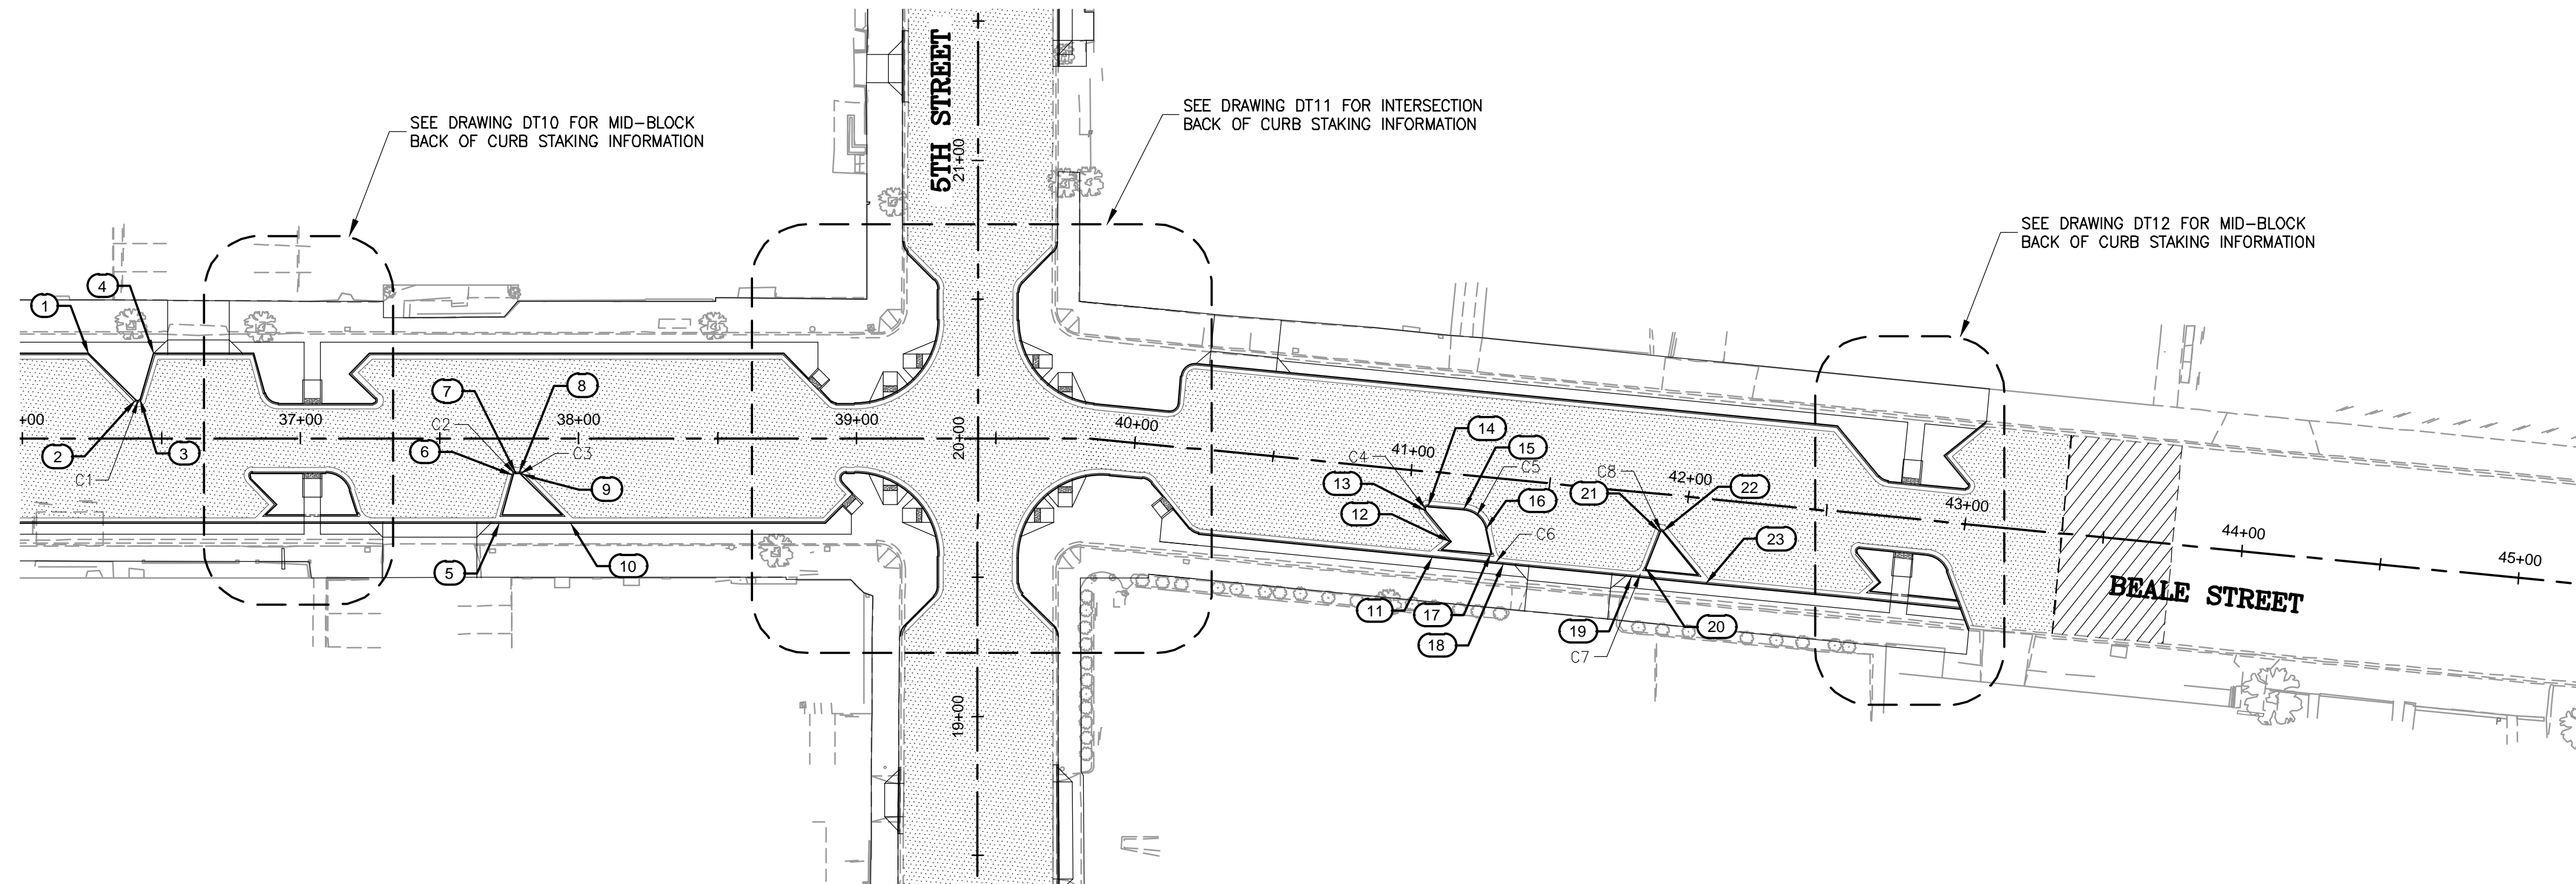 5TH STREET
21+00
SEE DRAWING DT10 FOR MID-BLOCK
BACK OF CURB STAKING INFORMATION
SEE DRAWING DT11 FOR INTERSECTION
BACK OF CURB STAKING INFORMATION
SEE DRAWING DT12 FOR MID-BLOCK
BACK OF CURB STAKING INFORMATION
1
4
2
3
C1
+00
37+00
38+00
39+00
20+00
40+00
41+00
42+00
43+00
44+00
45+00
7
8
C2
6
C3
9
5
10
14
15
C4
C5
13
16
12
C6
11
17
18
C8
21
22
23
19
20
C7
19+00
BEALE STREET